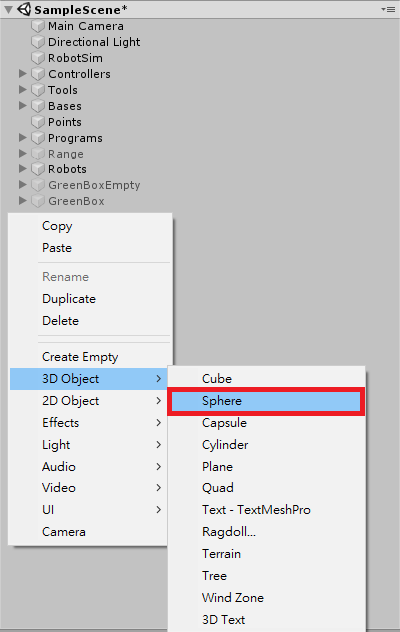 SampleScene*
Main Camera
Directional Light
RobotSim
Controllers
Tools
Bases
Points
Programs
Range
Robots
GreenBoxEmpty
GreenBox
Copy
Paste
Rename
Duplicate
Delete
Create Empty
3D Object
2D Object
Effects
Light
Audio
Video
UI
Camera
Cube
Sphere
Capsule
Cylinder
Plane
Quad
Text - TextMeshPro
Ragdoll...
Terrain
Tree
Wind Zone
3D Text